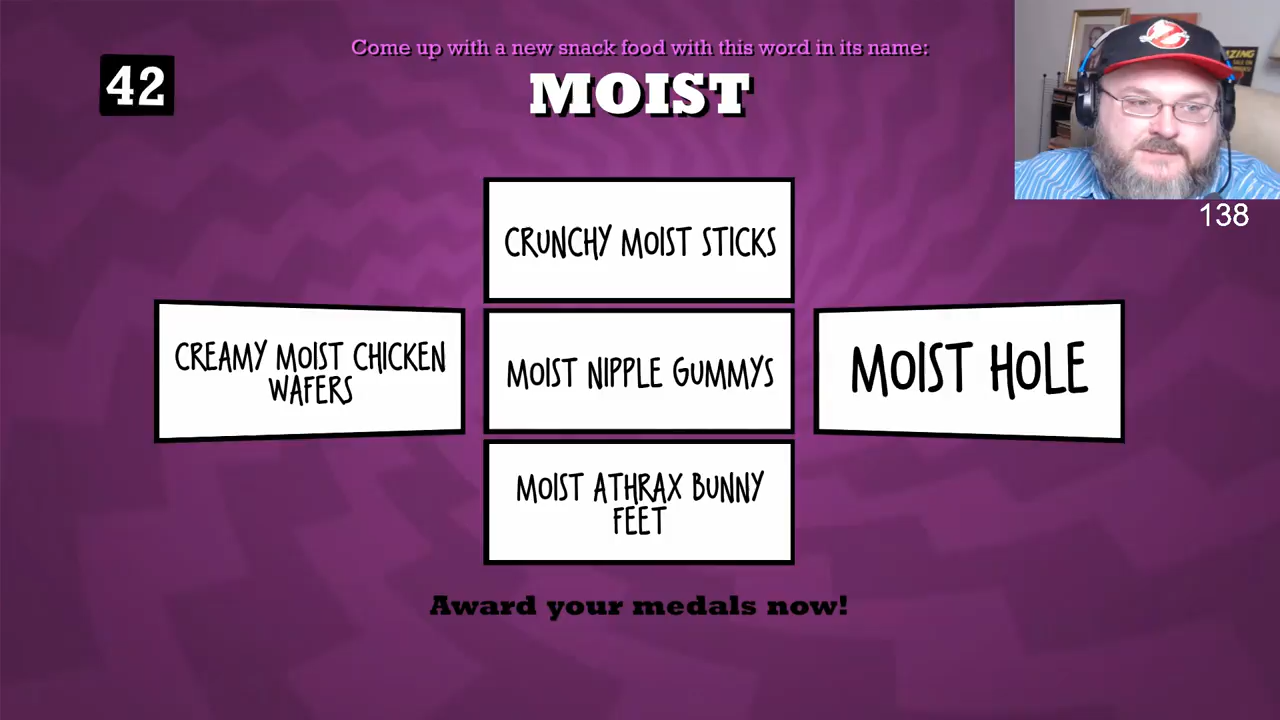 Come up with a new snack food with this word in its name:
42
MOIST
138
CRUNCHY MOIST STICKS
CREAMY MOIST CHICKEN
WAFERS
MOIST NIPPLE GUMMYS
MOIST HOLE
MOIST ATHRAX BUNNY
FEET
Award your medals now!